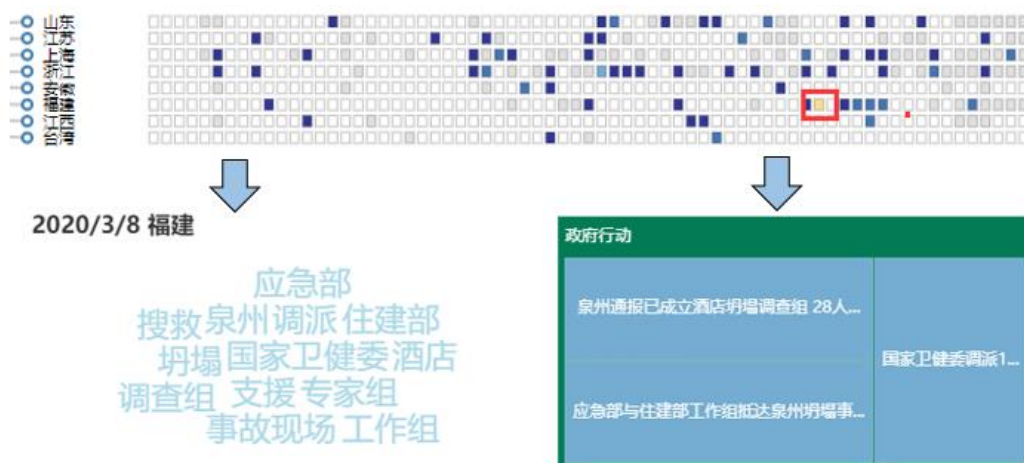 山东
江苏
上海
浙江
安徽
福建
江西
台湾
2020/3/8 福建
应急部
搜救 泉州 调派 住建部
坍塌 国家卫健委 酒店
调查组 支援 专家组
事故现场 工作组
政府行动
泉州通报已成立酒店坍塌调查组 28人...
国家卫健委调派1...
应急部与住建部工作组抵达泉州坍塌事...